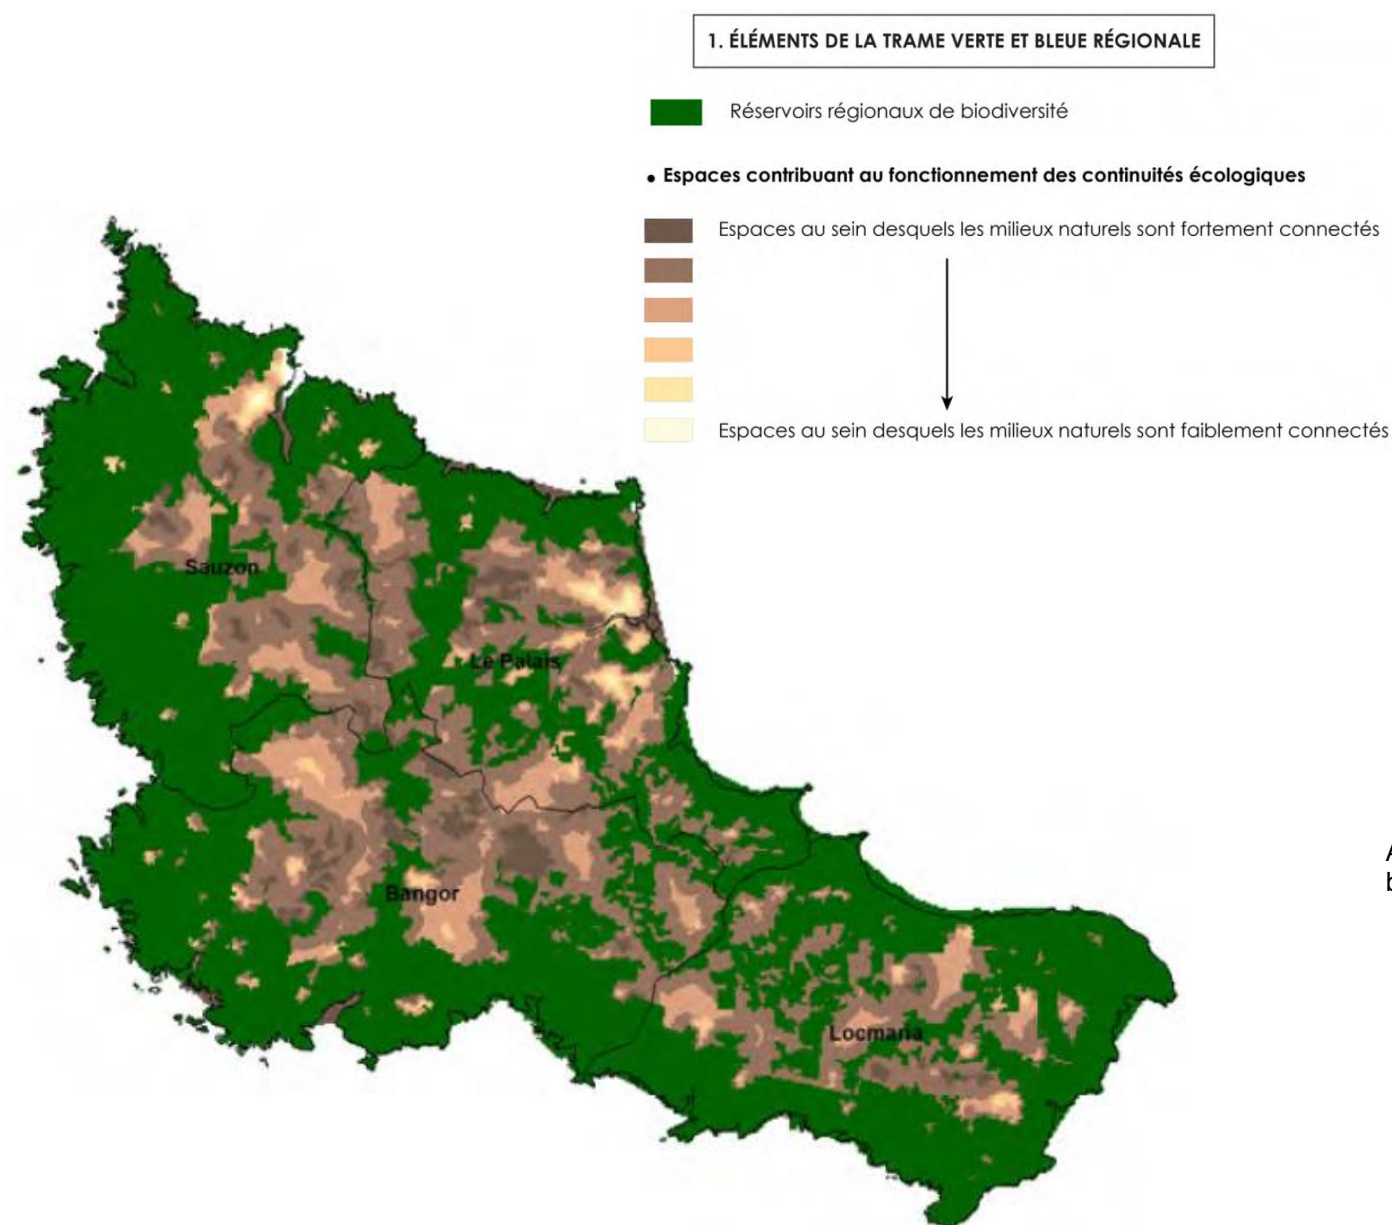 1. ÉLÉMENTS DE LA TRAME VERTE ET BLEUE RÉGIONALE
Réservoirs régionaux de biodiversité
• Espaces contribuant au fonctionnement des continuités écologiques
Espaces au sein desquels les milieux naturels sont fortement connectés
Espaces au sein desquels les milieux naturels sont faiblement connectés
Sauzon
Le Palais
Bangor
Locmaria